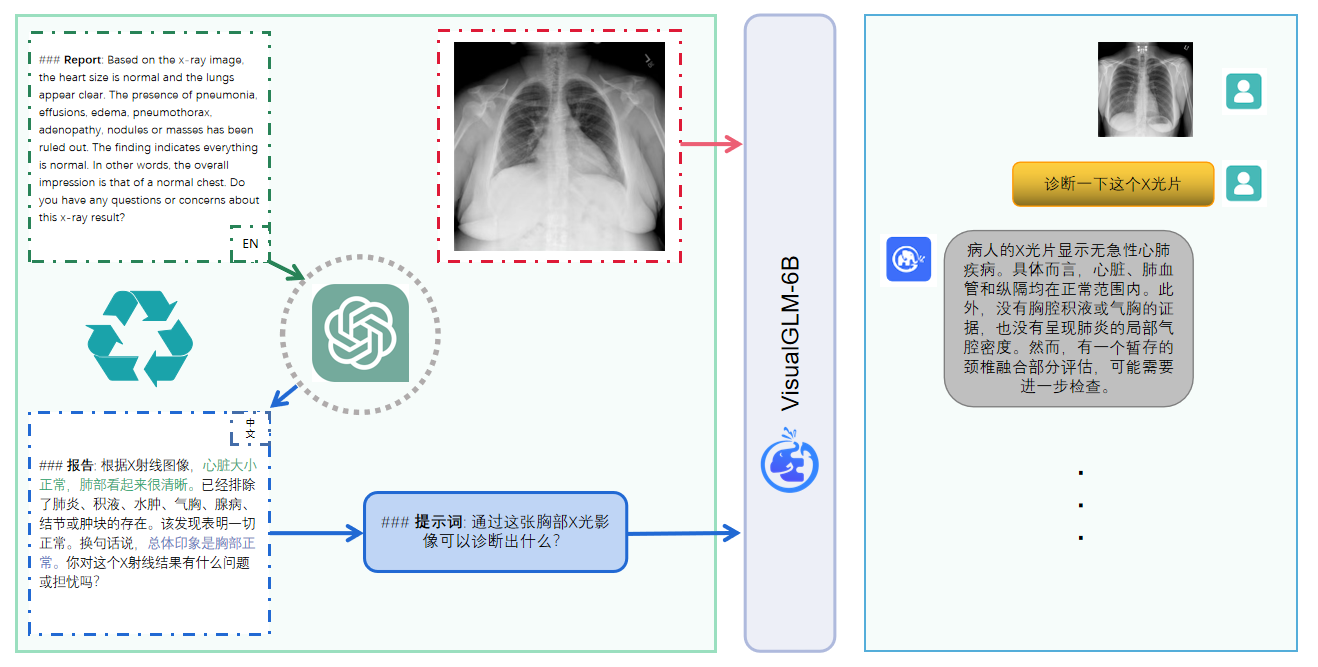 ### Report: Based on the x-ray image,
the heart size is normal and the lungs
appear clear. The presence of pneumonia,
effusions, edema, pneumothorax,
adenopathy, nodules or masses has been
ruled out. The finding indicates everything
is normal. In other words, the overall
impression is that of a normal chest. Do
you have any questions or concerns about
this x-ray result?
EN
中
文
### 报告: 根据X射线图像，心脏大小
正常，肺部看起来很清晰。已经排除
了肺炎、积液、水肿、气胸、腺病、
结节或肿块的存在。该发现表明一切
正常。换句话说，总体印象是胸部正
常。你对这个X射线结果有什么问题
或担忧吗?
### 提示词: 通过这张胸部X光影
像可以诊断出什么?
VisualGLM-6B
诊断一下这个X光片
病人的X光片显示无急性心肺
疾病。具体而言，心脏、肺血
管和纵隔均在正常范围内。此
外，没有胸腔积液或气胸的证
据，也没有呈现肺炎的局部气
腔密度。然而，有一个暂存的
颈椎融合部分评估，可能需要
进一步检查。